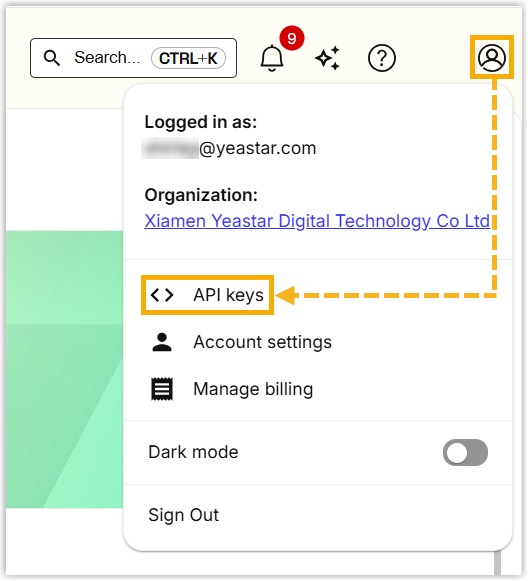 Search... CTRL+K
9
Logged in as:
@yeastar.com
Organization:
Xiamen Yeastar Digital Technology Co Ltd
API keys
Account settings
Manage billing
Dark mode
Sign Out